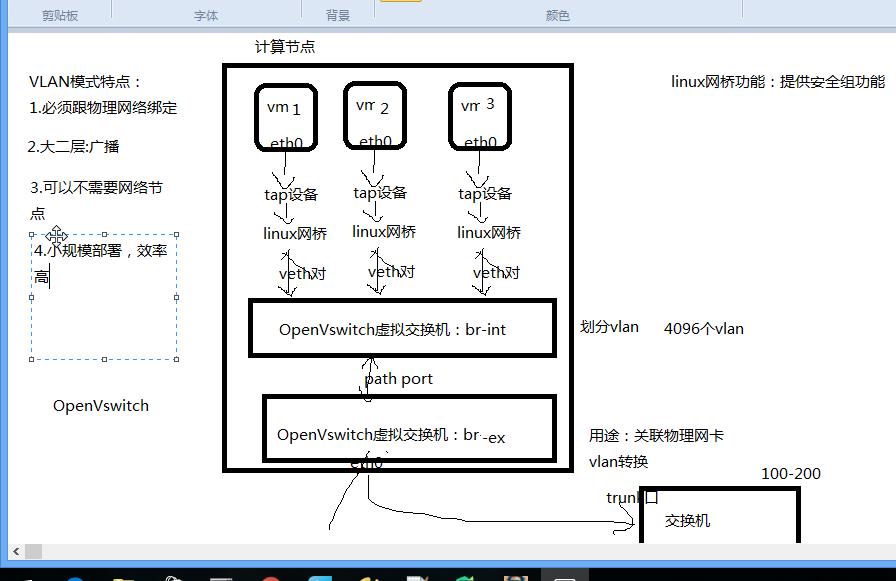 剪贴板
字体
背景
颜色
计算节点
VLAN模式特点：
1.必须跟物理网络绑定
2.大二层:广播
3.可以不需要网络节
点
4.小规模部署，效率
高
OpenVswitch
linux网桥功能：提供安全组功能
vm 1
vm 2
vm 3
eth0
eth0
eth0
tap设备
tap设备
tap设备
linux网桥
linux网桥
linux网桥
veth对
veth对
veth对
OpenVswitch虚拟交换机：br-int
划分vlan
4096个vlan
path port
OpenVswitch虚拟交换机：br--ex
eth0
用途：关联物理网卡
vlan转换
100-200
trunk口
交换机